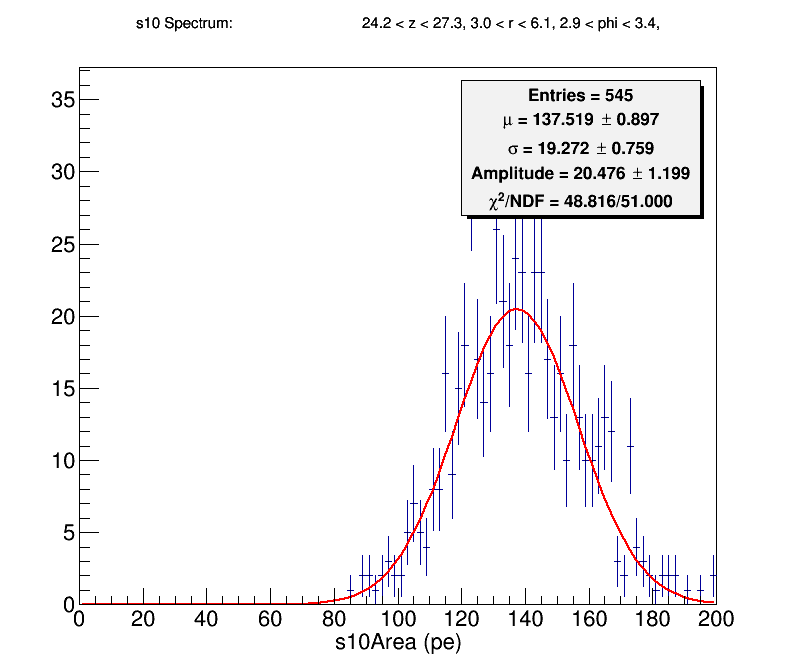 s10 Spectrum: 24.2 < z < 27.3, 3.0 < r < 6.1, 2.9 < phi < 3.4,
Entries = 545
μ = 137.519 ± 0.897
σ = 19.272 ± 0.759
Amplitude = 20.476 ± 1.199
χ²/NDF = 48.816/51.000
35
30
25
20
15
10
5
0
0 20 40 60 80 100 120 140 160 180 200
s10Area (pe)